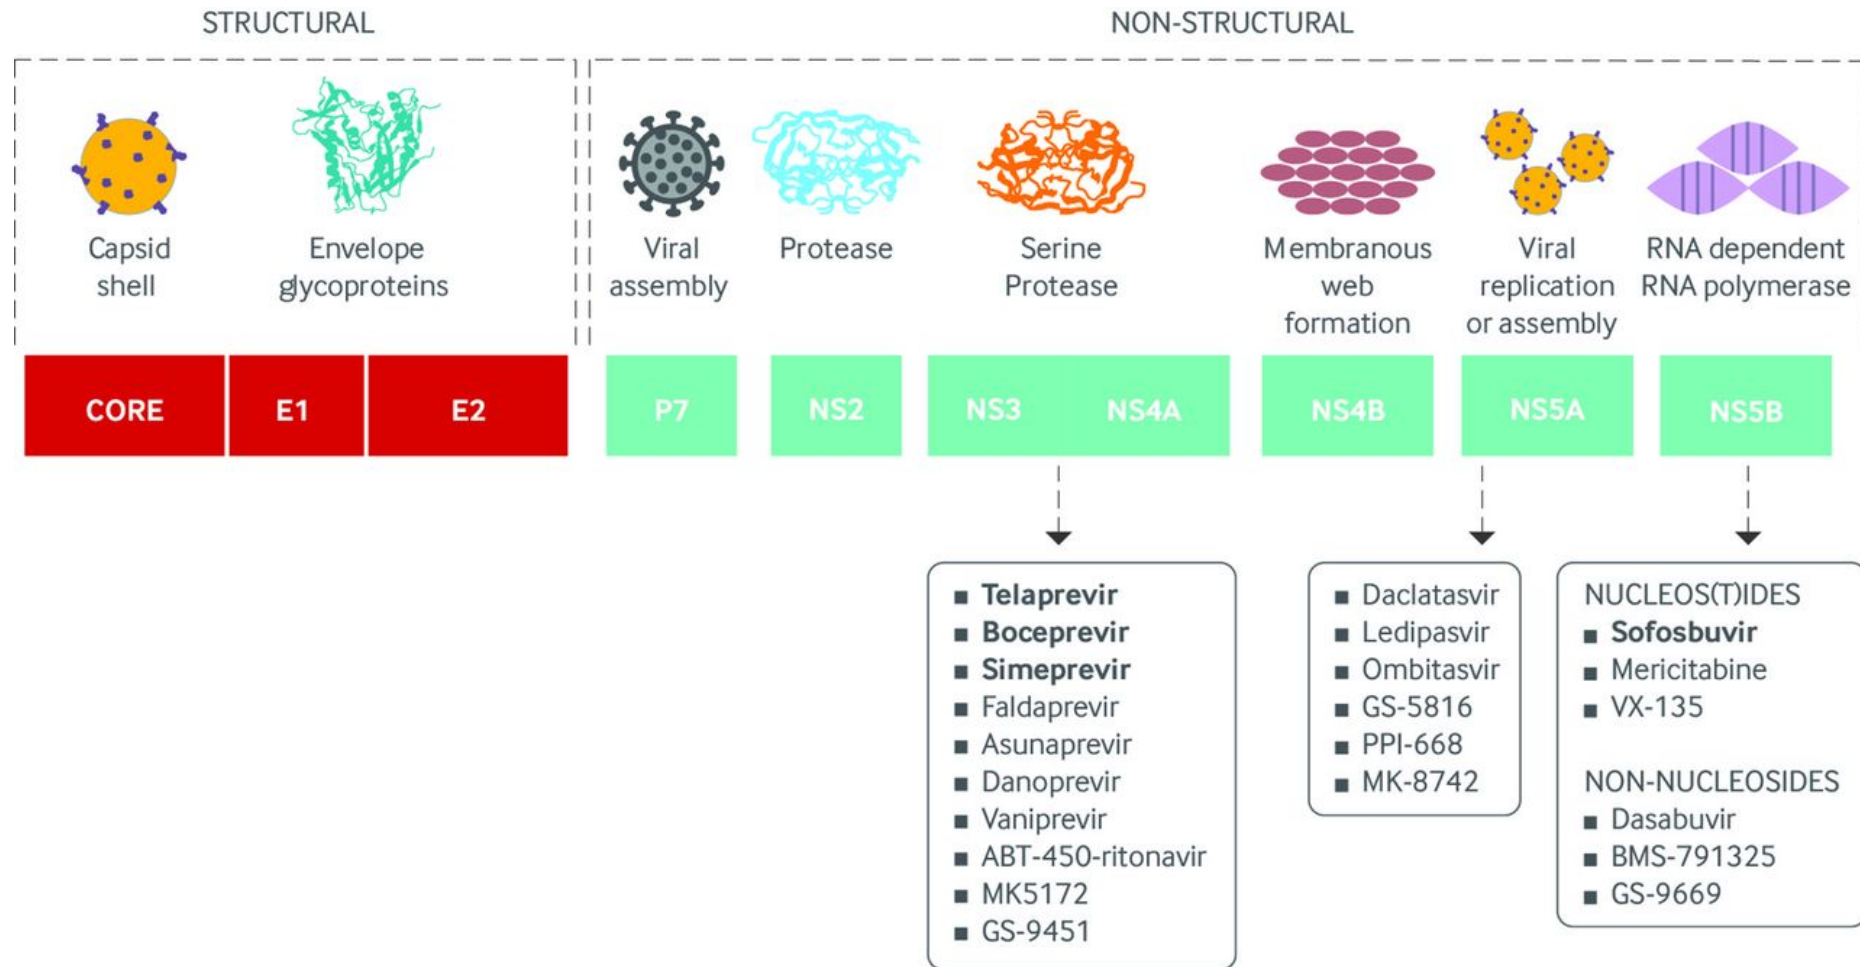 STRUCTURAL
NON-STRUCTURAL
Capsid
shell
Envelope
glycoproteins
Viral
assembly
Protease
Serine
Protease
Membranous
web
formation
Viral
replication
or assembly
RNA dependent
RNA polymerase
CORE
E1
E2
P7
NS2
NS3
NS4A
NS4B
NS5A
NS5B
■ Telaprevir
■ Boceprevir
■ Simeprevir
■ Faldaprevir
■ Asunaprevir
■ Danoprevir
■ Vaniprevir
■ ABT-450-ritonavir
■ MK5172
■ GS-9451
■ Daclatasvir
■ Ledipasvir
■ Ombitasvir
■ GS-5816
■ PPI-668
■ MK-8742
NUCLEOS(T)IDES
■ Sofosbuvir
■ Mericitabine
■ VX-135
NON-NUCLEOSIDES
■ Dasabuvir
■ BMS-791325
■ GS-9669